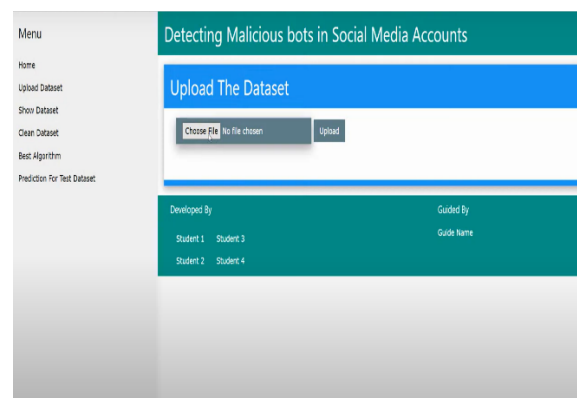 Menu
Home
Upload Dataset
Show Dataset
Clean Dataset
Best Algorithm
Prediction For Test Dataset
Detecting Malicious bots in Social Media Accounts
Upload The Dataset
Choose File No file chosen Upload
Developed By
Student 1 Student 3
Student 2 Student 4
Guided By
Guide Name